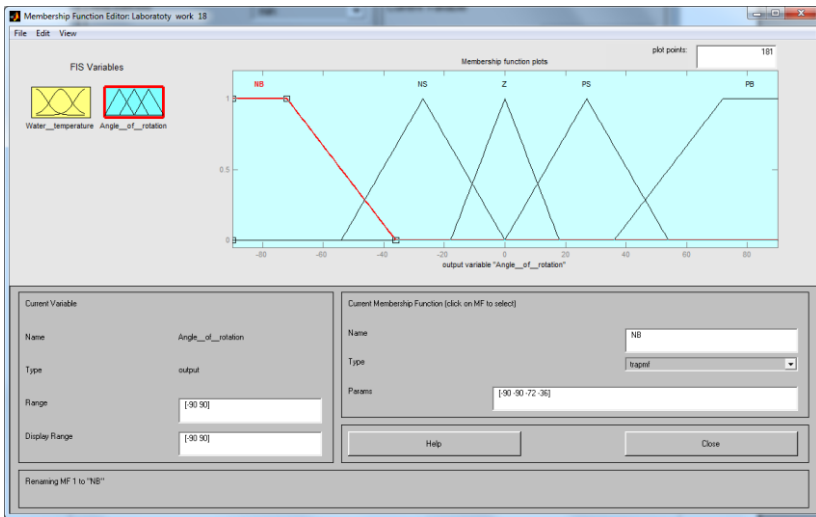 Membership Function Editor: Laboratoty work 18
File Edit View
FIS Variables
Water__temperature Angle__of__rotation
plot points: 181
Membership function plots
NB NS Z PS PB
1
0.5
0
-80 -60 -40 -20 0 20 40 60 80
output variable "Angle__of__rotation"
Current Variable
Name Angle__of__rotation
Type output
Range [-90 90]
Display Range [-90 90]
Current Membership Function (click on MF to select)
Name NB
Type trapmf
Params [-90 -90 -72 -36]
Help Close
Renaming MF 1 to "NB"